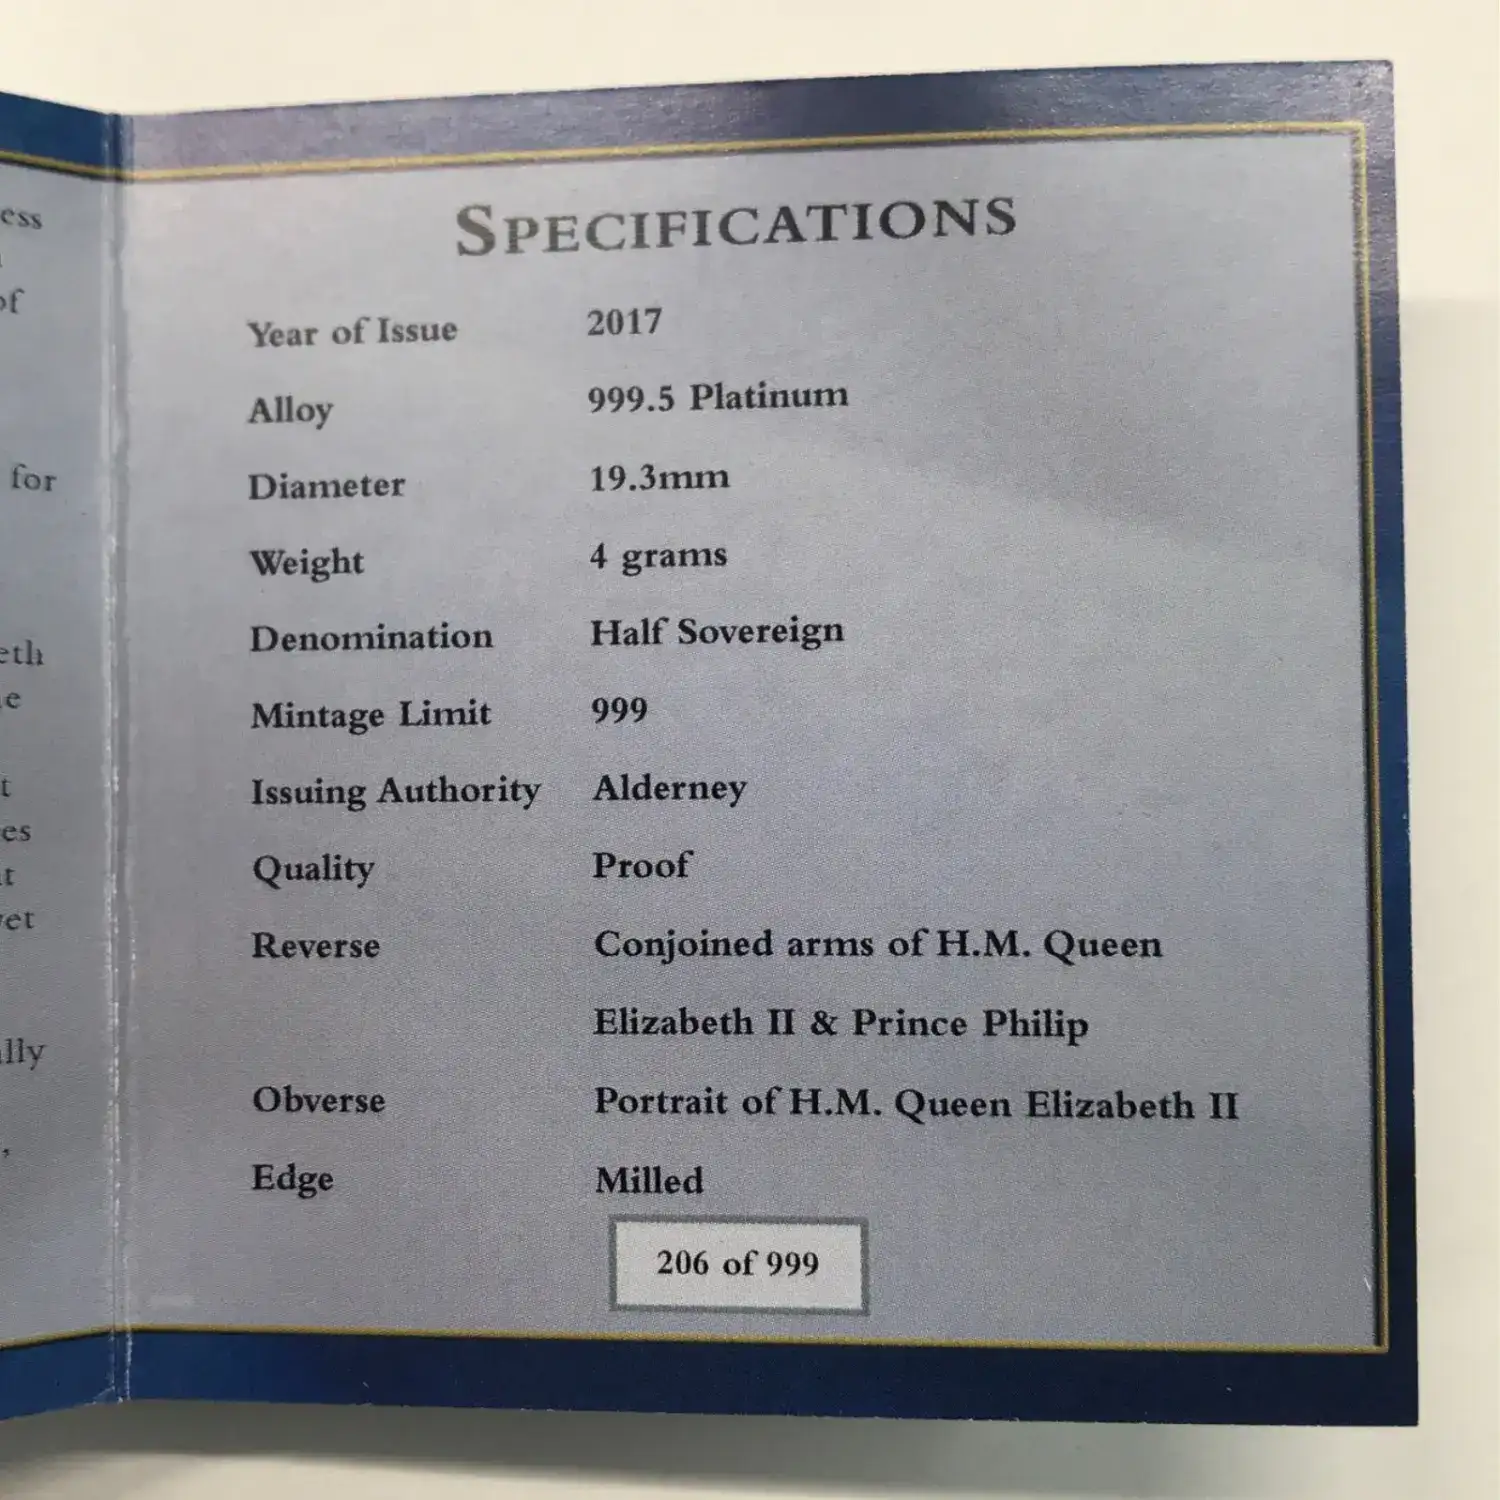 of
for
SPECIFICATIONS
Year of Issue 2017
Alloy 999.5 Platinum
Diameter 19.3mm
Weight 4 grams
Denomination Half Sovereign
Mintage Limit 999
Issuing Authority Alderney
Quality Proof
Reverse Conjoined arms of H.M. Queen
Elizabeth II & Prince Philip
Obverse Portrait of H.M. Queen Elizabeth II
Edge Milled
206 of 999